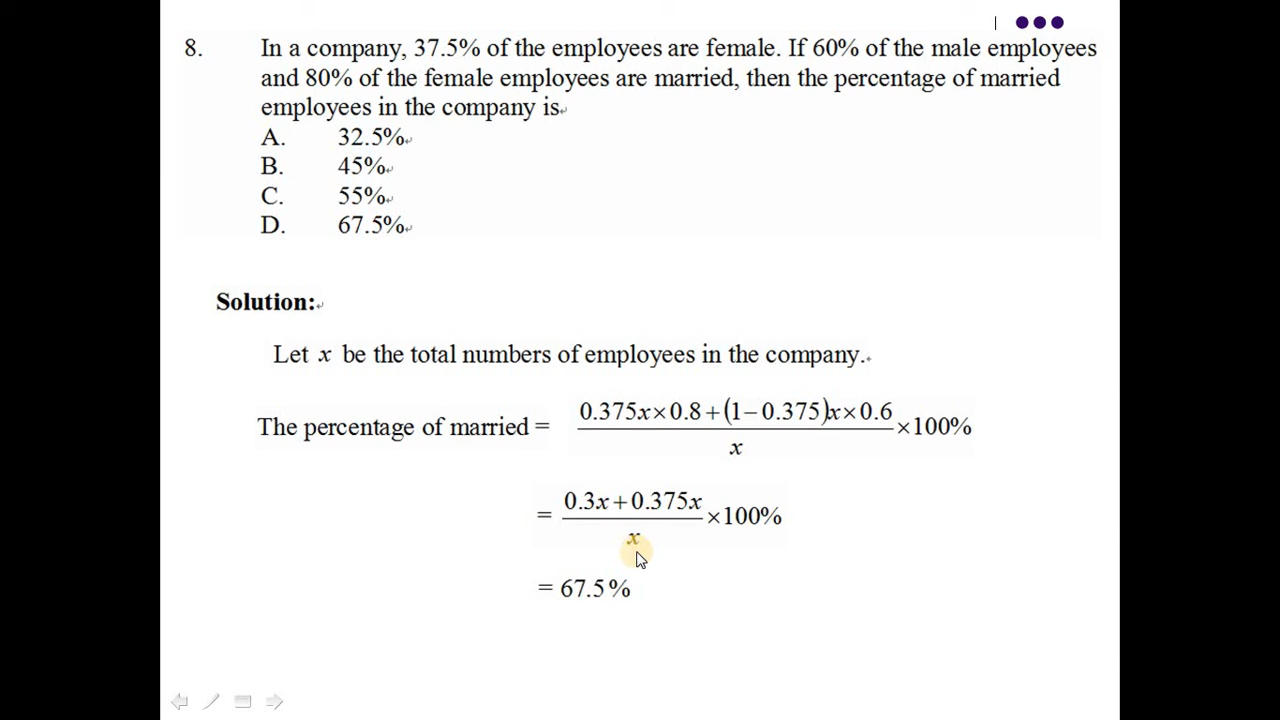 8. In a company, 37.5% of the employees are female. If 60% of the male employees
and 80% of the female employees are married, then the percentage of married
employees in the company is
A. 32.5%
B. 45%
C. 55%
D. 67.5%
Solution:
Let x be the total numbers of employees in the company.
The percentage of married = (0.375x×0.8+(1−0.375)x×0.6)/x ×100%
= (0.3x+0.375x)/x ×100%
= 67.5%